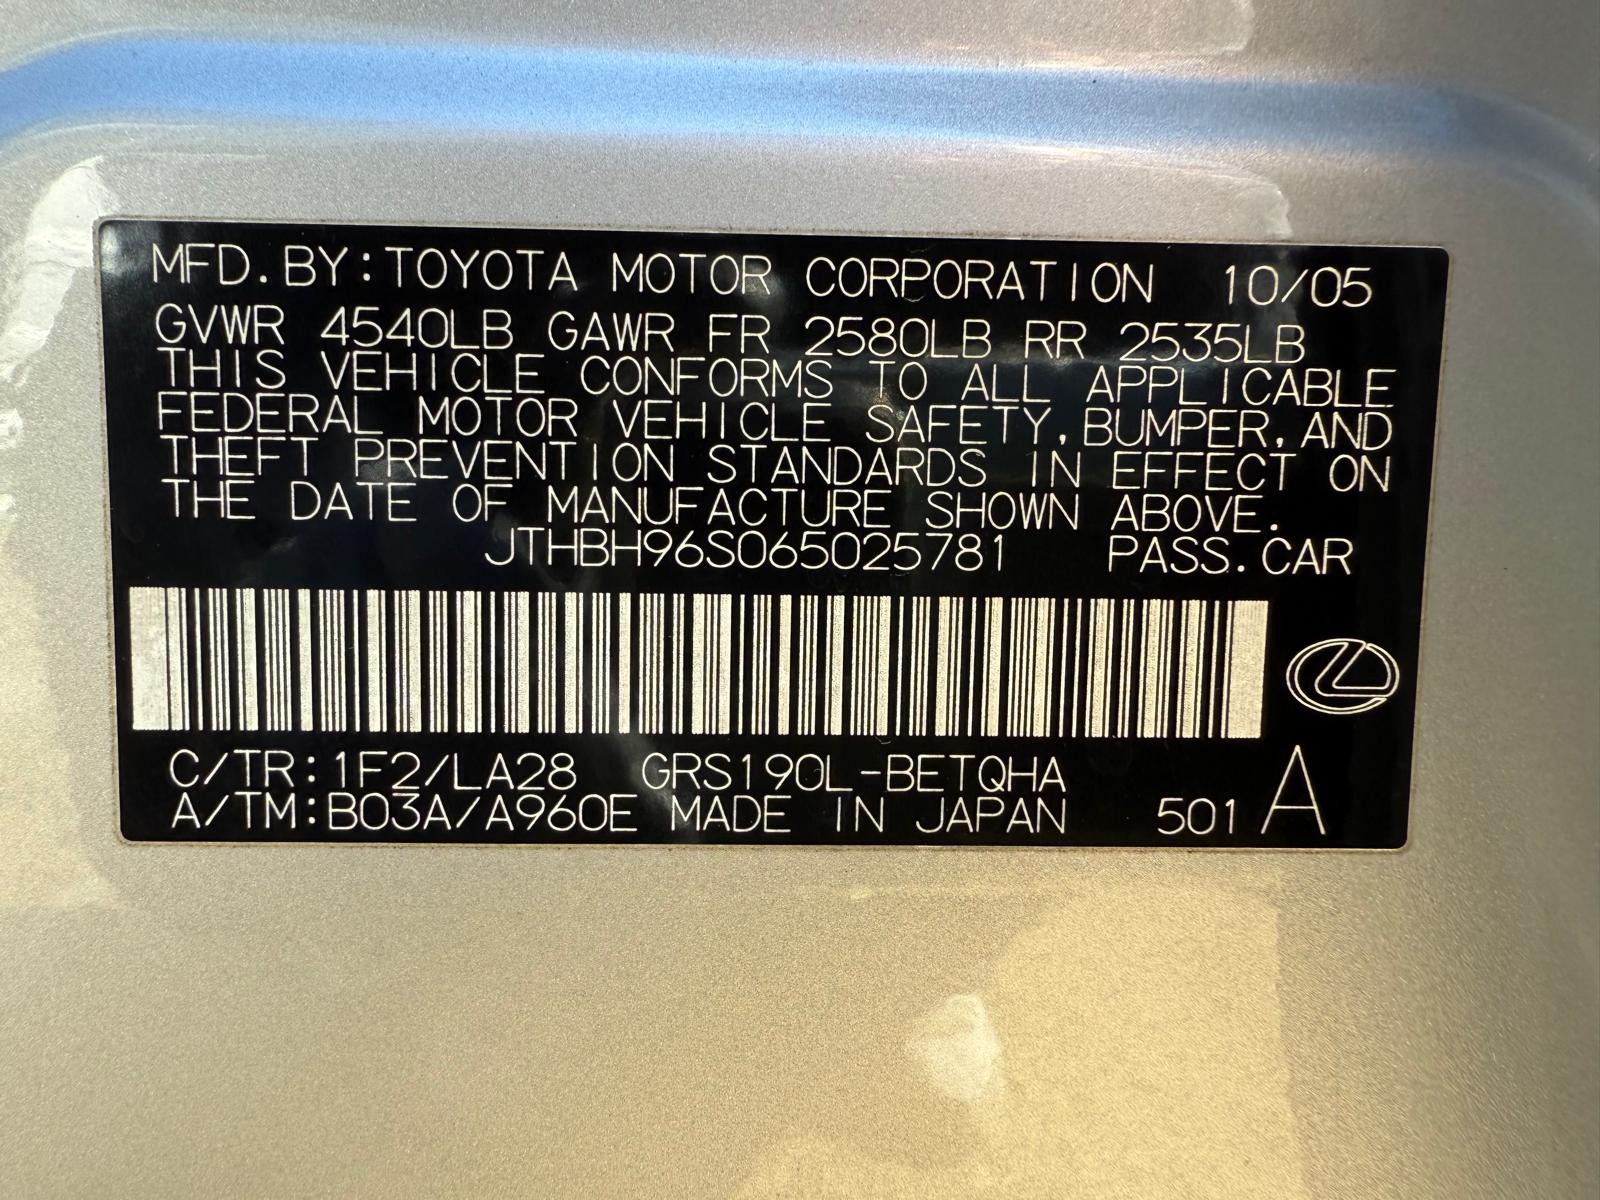 MFD. BY: TOYOTA MOTOR CORPORATION 10/05
GVWR 4540LB GAWR FR 2580LB RR 2535LB
THIS VEHICLE CONFORMS TO ALL APPLICABLE
FEDERAL MOTOR VEHICLE SAFETY, BUMPER, AND
THEFT PREVENTION STANDARDS IN EFFECT ON
THE DATE OF MANUFACTURE SHOWN ABOVE.
JTHBH96S065025781 PASS. CAR
C/TR: 1F2/LA28 GRS190L-BETQHA
A/TM: B03A/A960E MADE IN JAPAN 501 A